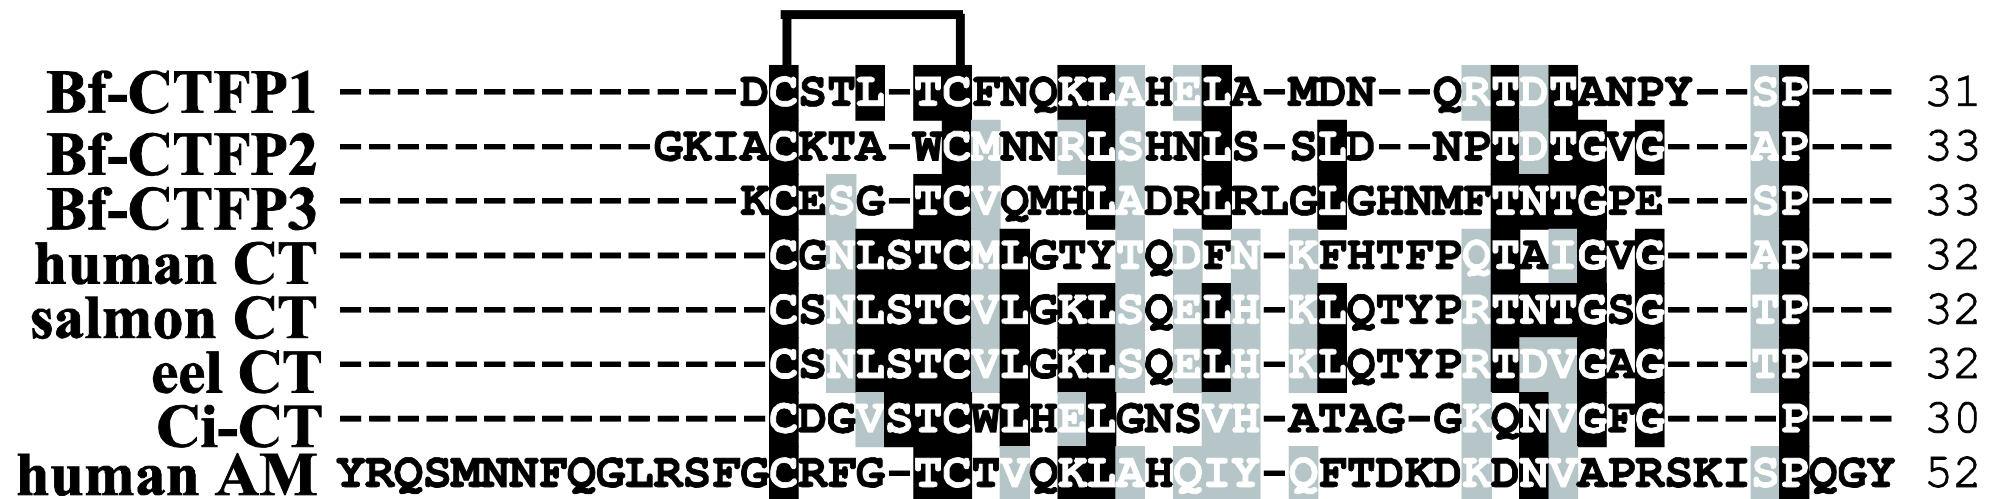 Bf-CTFP1 --------------DCSTL-TCFNQKLAHELA-MDN--QRTDTANPY--SP--- 31
Bf-CTFP2 -----------GKIACKTA-WCMNNRLSHNLS-SLD--NPTDTGVG---AP--- 33
Bf-CTFP3 --------------KCESG-TCVQMHLADRLRLGLGHNMFTNTGPE---SP--- 33
human CT ---------------CGNLSTCMLGTYTQDFN-KFHTFPQTAIGVG---AP--- 32
salmon CT ---------------CSNLSTCVLGKLSQELH-KLQTYPRTNTGSG---TP--- 32
eel CT ---------------CSNLSTCVLGKLSQELH-KLQTYPRTDVGAG---TP--- 32
Ci-CT ---------------CDGVSTCWLHELGNSVH-ATAG-GKQNVGFG----P--- 30
human AM YRQSMNNFQGLRSFGCRFG-TCTVQKLAHQIY-QFTDKDKDNVAPRSKISPQGY 52